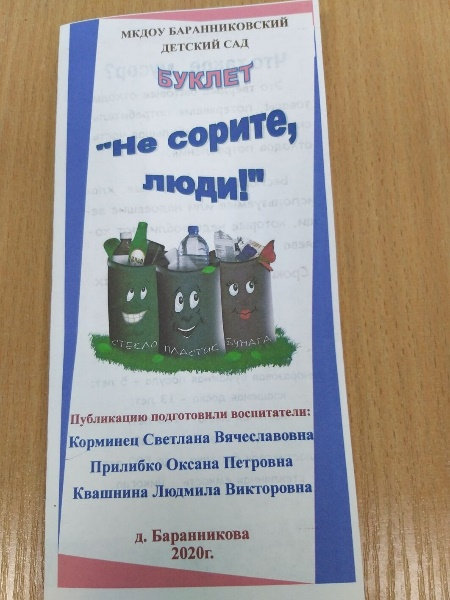 МКДОУ БАРАННИКОВСКИЙ
ДЕТСКИЙ САД
БУКЛЕТ
"Не сорите,
люди!"
СТЕКЛО ПЛАСТИК БУМАГА
Публикацию подготовили воспитатели:
Корминец Светлана Вячеславовна
Прилибко Оксана Петровна
Квашнина Людмила Викторовна
д. Баранникова
2020г.